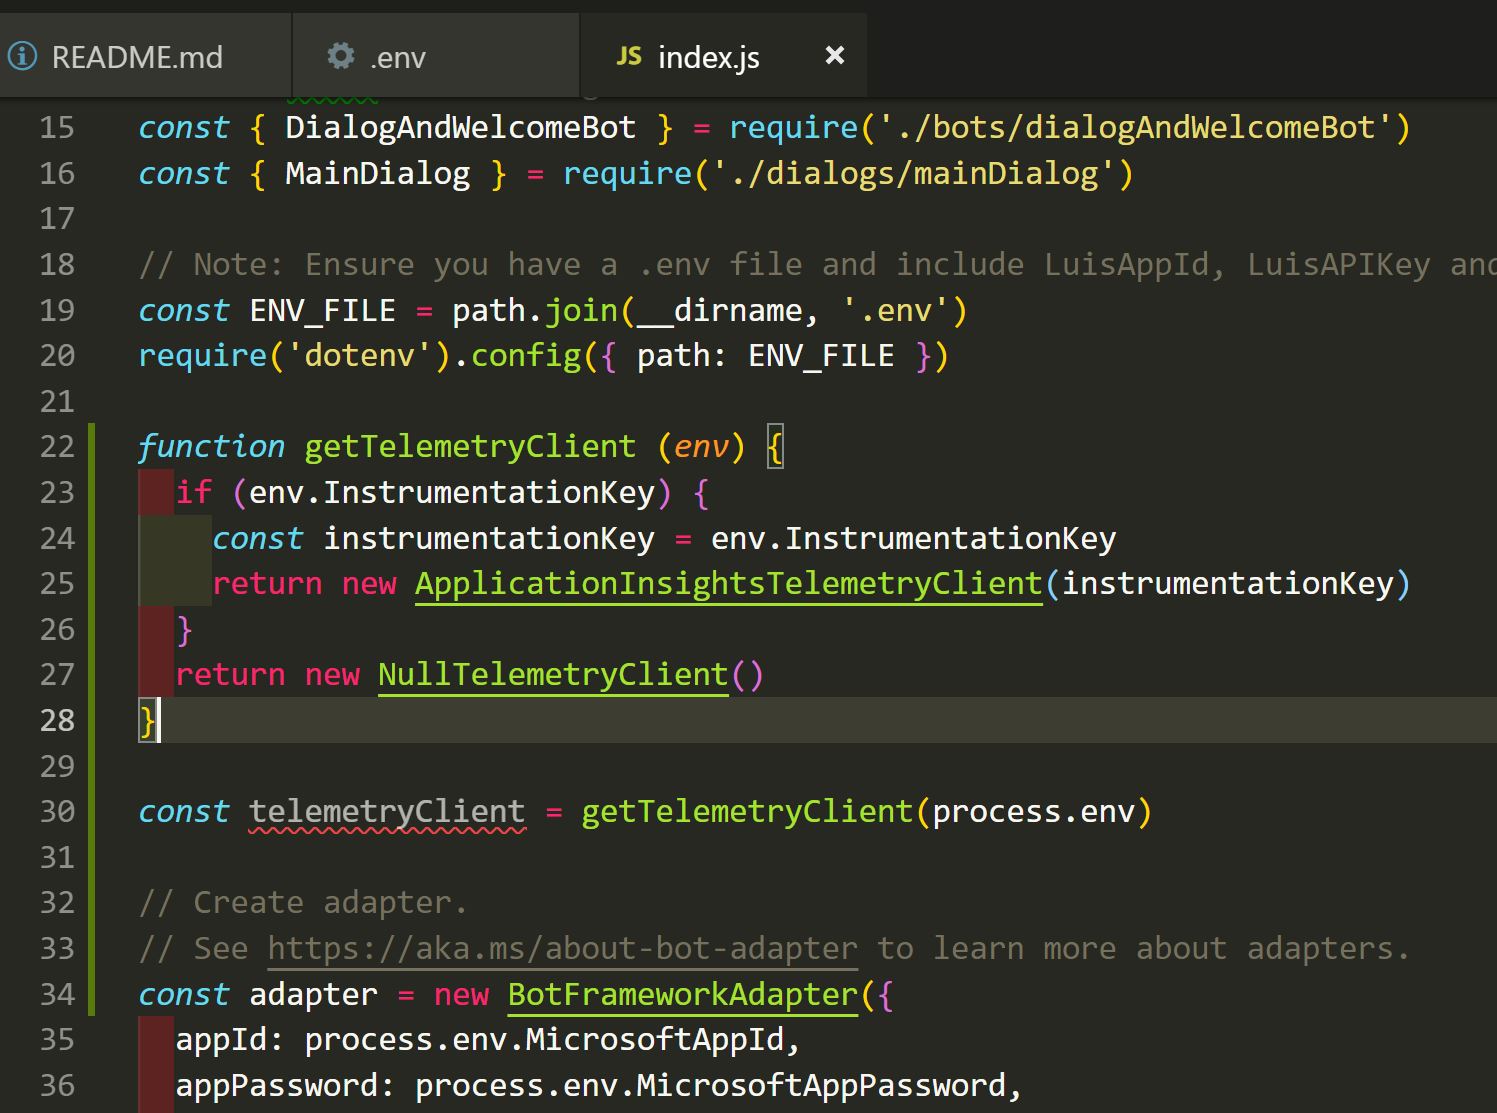 README.md
.env
JS index.js ×
15 const { DialogAndWelcomeBot } = require('./bots/dialogAndWelcomeBot')
16 const { MainDialog } = require('./dialogs/mainDialog')
17
18 // Note: Ensure you have a .env file and include LuisAppId, LuisAPIKey and
19 const ENV_FILE = path.join(__dirname, '.env')
20 require('dotenv').config({ path: ENV_FILE })
21
22 function getTelemetryClient (env) {
23 if (env.InstrumentationKey) {
24 const instrumentationKey = env.InstrumentationKey
25 return new ApplicationInsightsTelemetryClient(instrumentationKey)
26 }
27 return new NullTelemetryClient()
28 }
29
30 const telemetryClient = getTelemetryClient(process.env)
31
32 // Create adapter.
33 // See https://aka.ms/about-bot-adapter to learn more about adapters.
34 const adapter = new BotFrameworkAdapter({
35 appId: process.env.MicrosoftAppId,
36 appPassword: process.env.MicrosoftAppPassword,